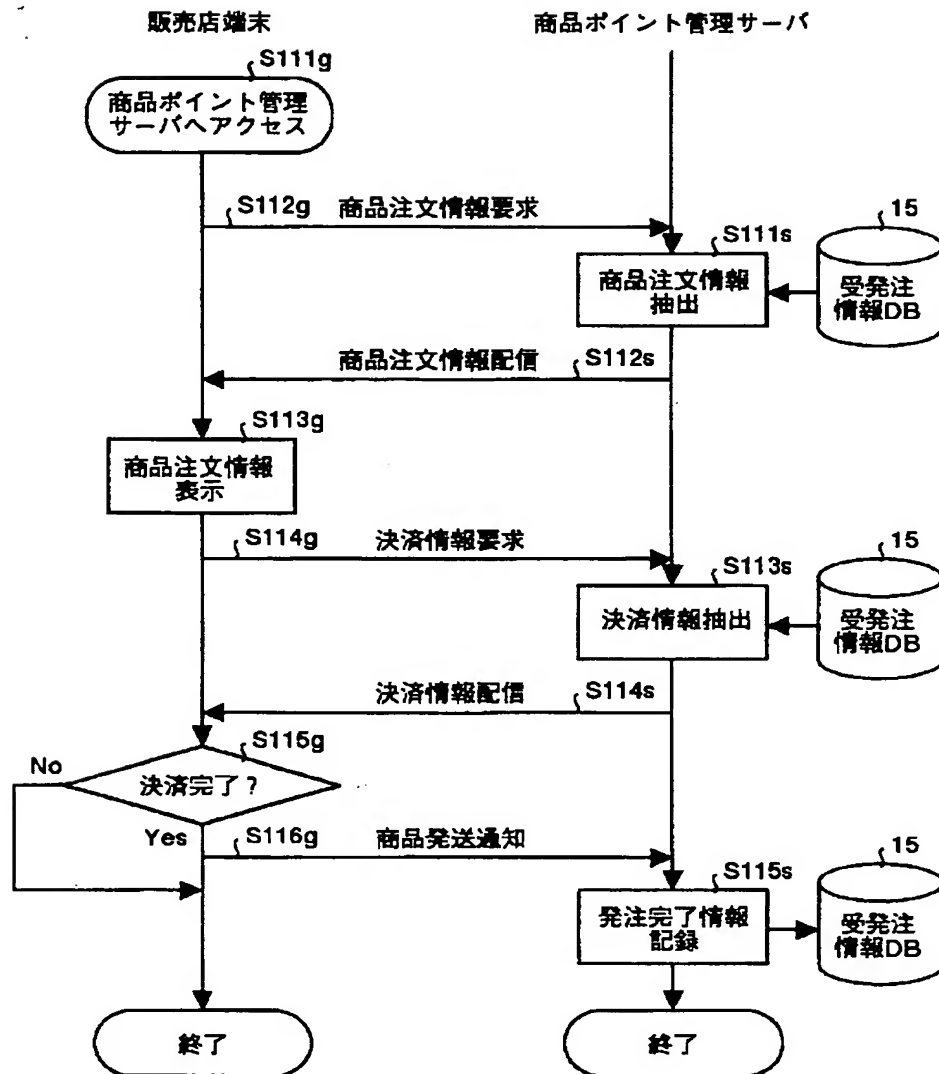 販売店端末
商品ポイント管理サーバ
S111g
商品ポイント管理
サーバへアクセス
S112g
商品注文情報要求
S111s
15
商品注文情報
抽出
受発注
情報DB
商品注文情報配信
S112s
S113g
商品注文情報
表示
S114g
決済情報要求
S113s
15
決済情報抽出
受発注
情報DB
決済情報配信
S114s
S115g
No
決済完了？
Yes
S116g
商品発送通知
S115s
15
発注完了情報
記録
受発注
情報DB
終了
終了